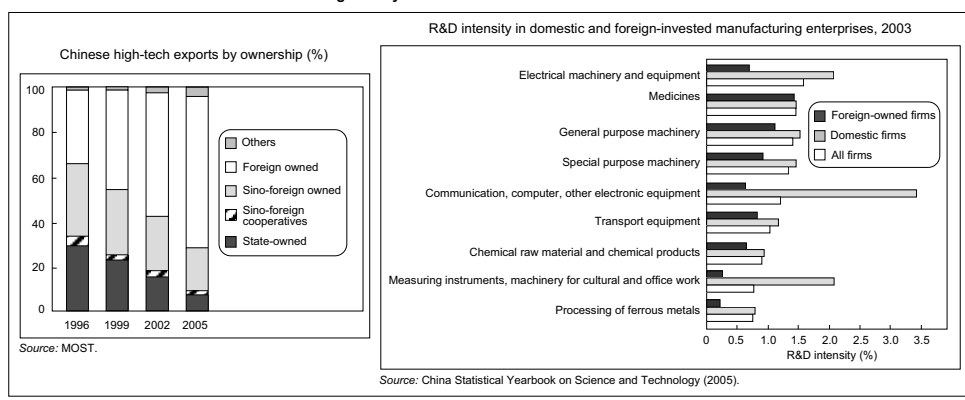 Chinese high-tech exports by ownership (%)
100
80
60
40
20
0
1996 1999 2002 2005
Others
Foreign owned
Sino-foreign owned
Sino-foreign
cooperatives
State-owned
Source: MOST.
R&D intensity in domestic and foreign-invested manufacturing enterprises, 2003
Electrical machinery and equipment
Medicines
General purpose machinery
Special purpose machinery
Communication, computer, other electronic equipment
Transport equipment
Chemical raw material and chemical products
Measuring instruments, machinery for cultural and office work
Processing of ferrous metals
Foreign-owned firms
Domestic firms
All firms
0 0.5 1.0 1.5 2.0 2.5 3.0 3.5
R&D intensity (%)
Source: China Statistical Yearbook on Science and Technology (2005).